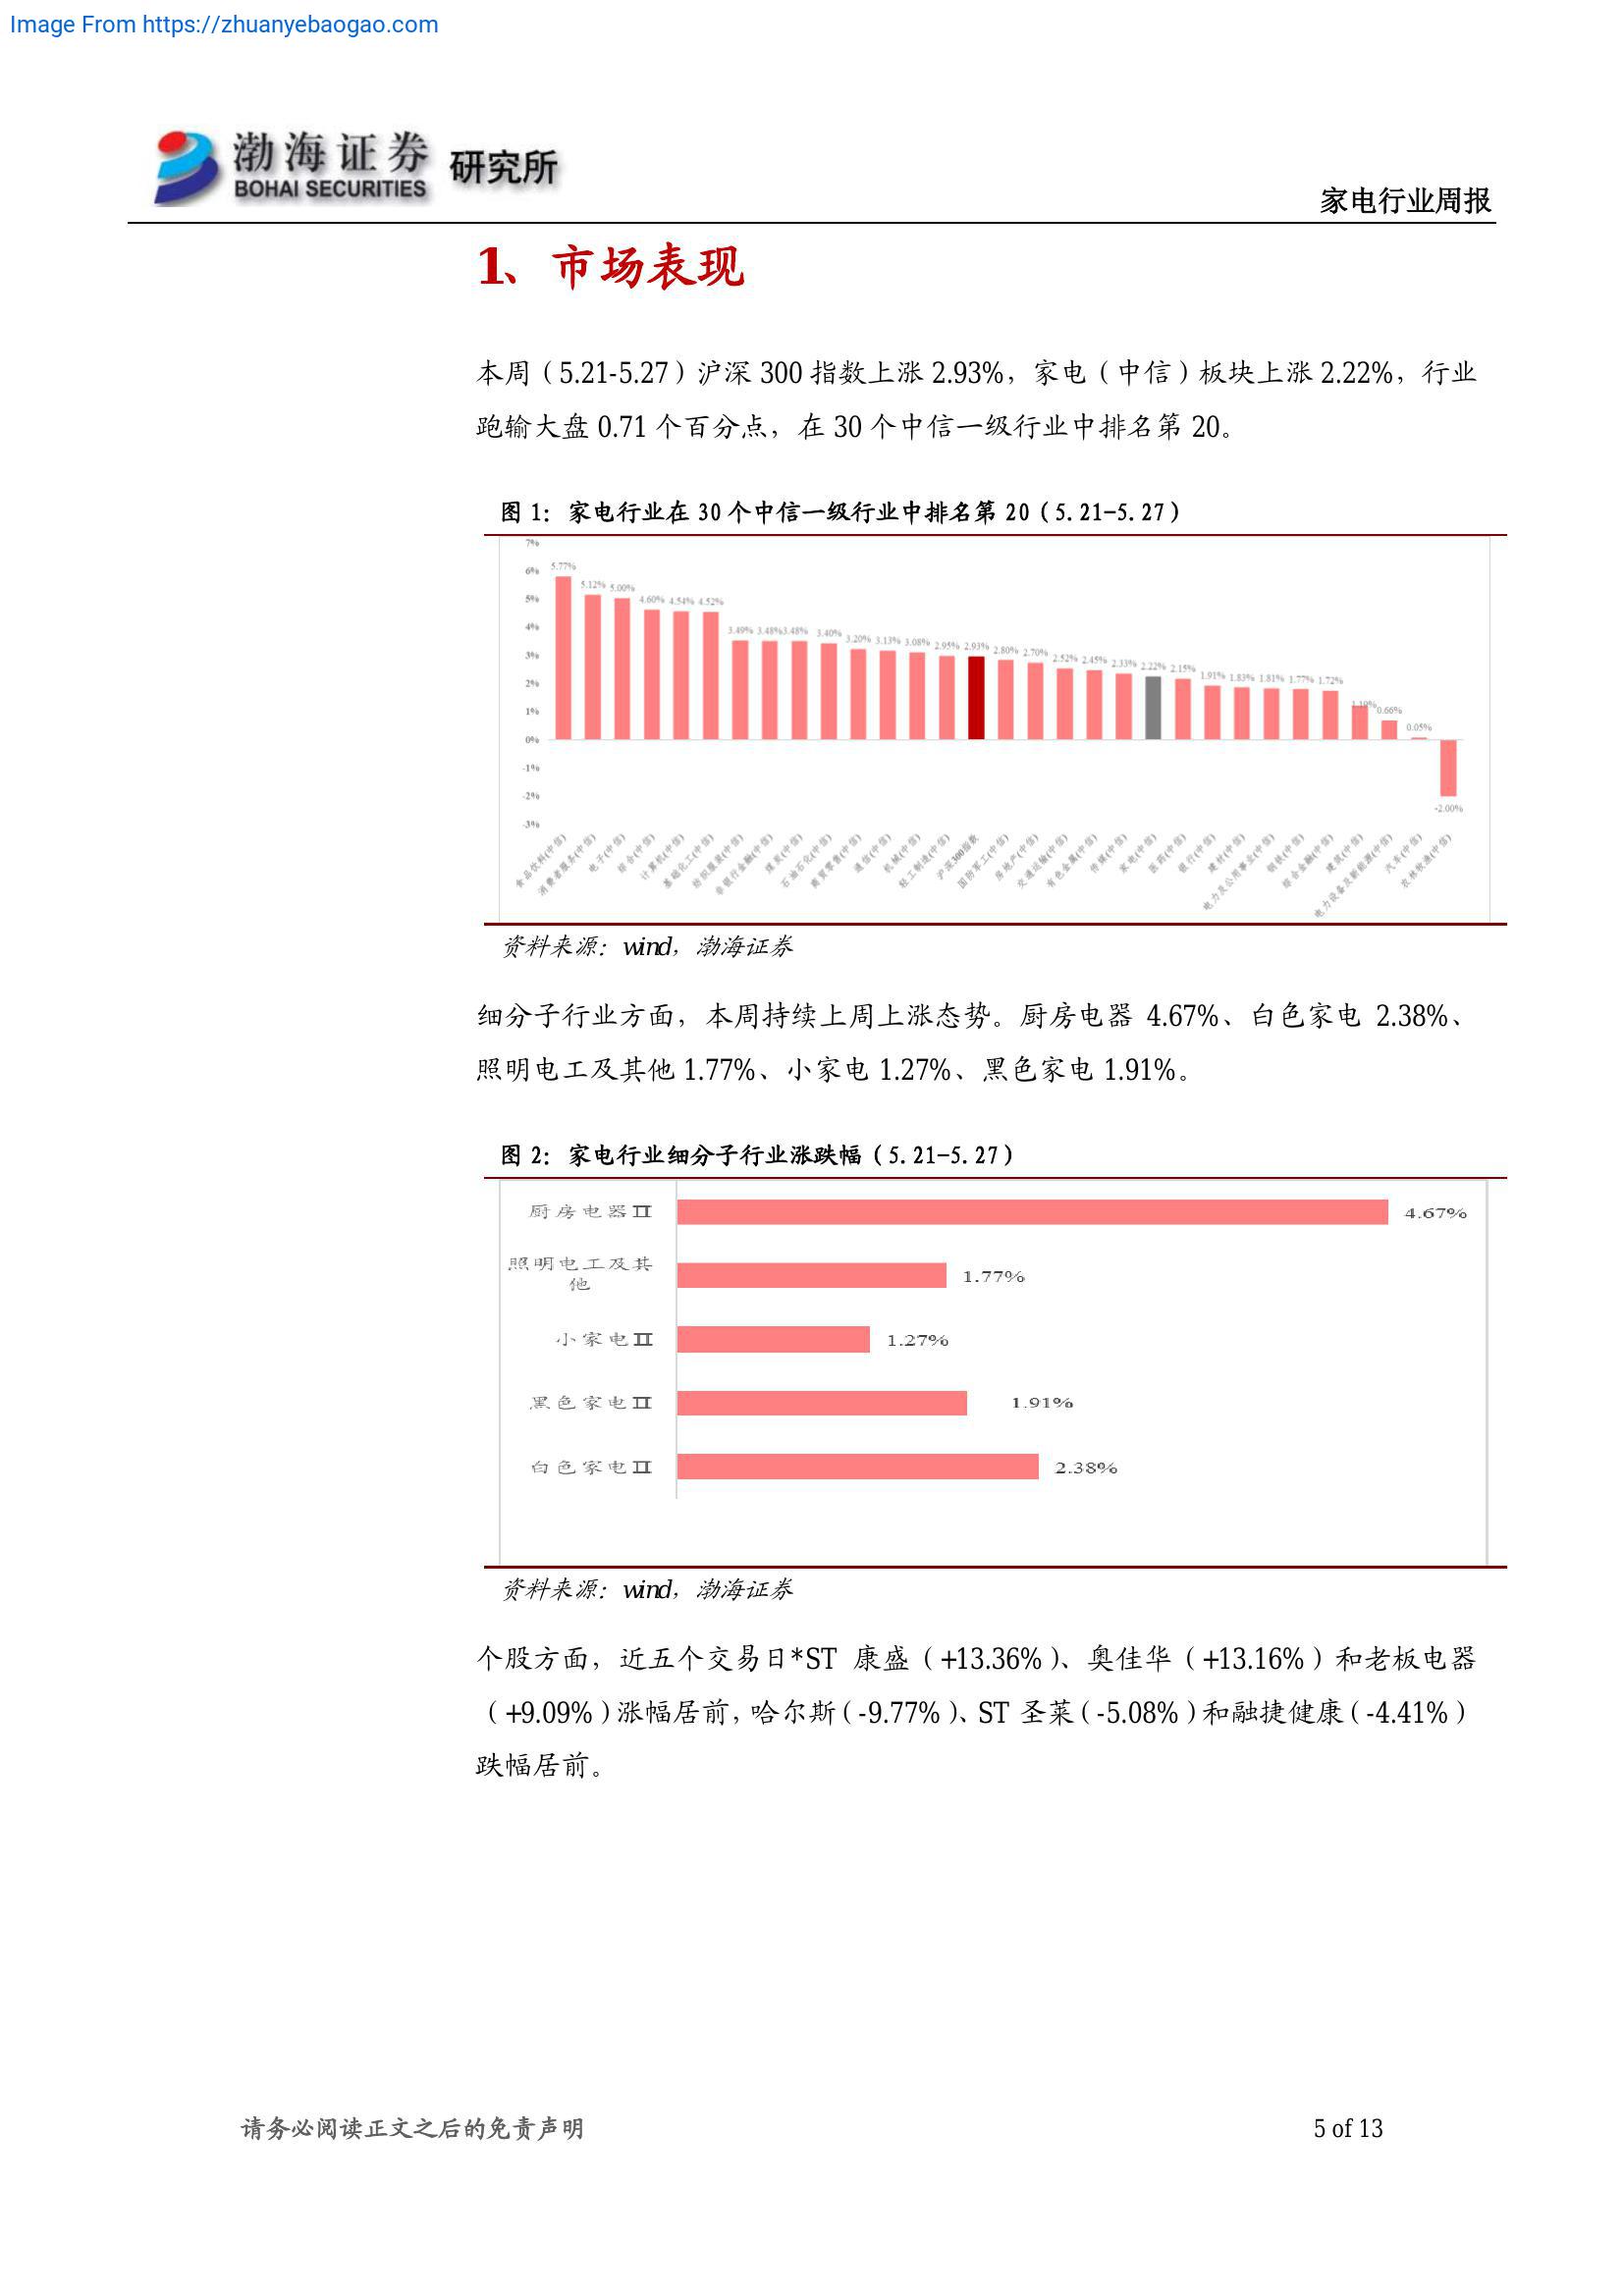 Image From https://zhuanyebaogao.com
渤海证券 研究所
BOHAI SECURITIES
家电行业周报
1、市场表现
本周（5.21-5.27）沪深 300 指数上涨 2.93%，家电（中信）板块上涨 2.22%，行业
跑输大盘 0.71 个百分点，在 30 个中信一级行业中排名第 20。
图 1：家电行业在 30 个中信一级行业中排名第 20（5.21-5.27）
7%
6%
5%
4%
3%
2%
1%
0%
-1%
-2%
-3%
5.77% 5.12% 5.00% 4.60% 4.54% 4.52% 3.49% 3.48% 3.48% 3.40% 3.20% 3.13% 3.08% 2.95% 2.93% 2.80% 2.70% 2.52% 2.45% 2.33% 2.22% 2.15% 1.91% 1.83% 1.81% 1.77% 1.72% 1.19% 0.66% 0.05% -2.00%
食品饮料(中信)
消费者服务(中信)
电子(中信)
综合(中信)
计算机(中信)
基础化工(中信)
纺织服装(中信)
非银行金融(中信)
煤炭(中信)
石油石化(中信)
商贸零售(中信)
通信(中信)
机械(中信)
轻工制造(中信)
沪深300指数
国防军工(中信)
房地产(中信)
交通运输(中信)
有色金属(中信)
传媒(中信)
家电(中信)
医药(中信)
银行(中信)
建材(中信)
电力及公用事业(中信)
钢铁(中信)
综合金融(中信)
建筑(中信)
电力设备及新能源(中信)
汽车(中信)
农林牧渔(中信)
资料来源：wind，渤海证券
细分子行业方面，本周持续上周上涨态势。厨房电器 4.67%、白色家电 2.38%、
照明电工及其他 1.77%、小家电 1.27%、黑色家电 1.91%。
图 2：家电行业细分子行业涨跌幅（5.21-5.27）
厨房电器Ⅱ 4.67%
照明电工及其
他 1.77%
小家电Ⅱ 1.27%
黑色家电Ⅱ 1.91%
白色家电Ⅱ 2.38%
资料来源：wind，渤海证券
个股方面，近五个交易日*ST 康盛（+13.36%）、奥佳华（+13.16%）和老板电器
（+9.09%）涨幅居前，哈尔斯（-9.77%）、ST 圣莱（-5.08%）和融捷健康（-4.41%）
跌幅居前。
请务必阅读正文之后的免责声明
5 of 13